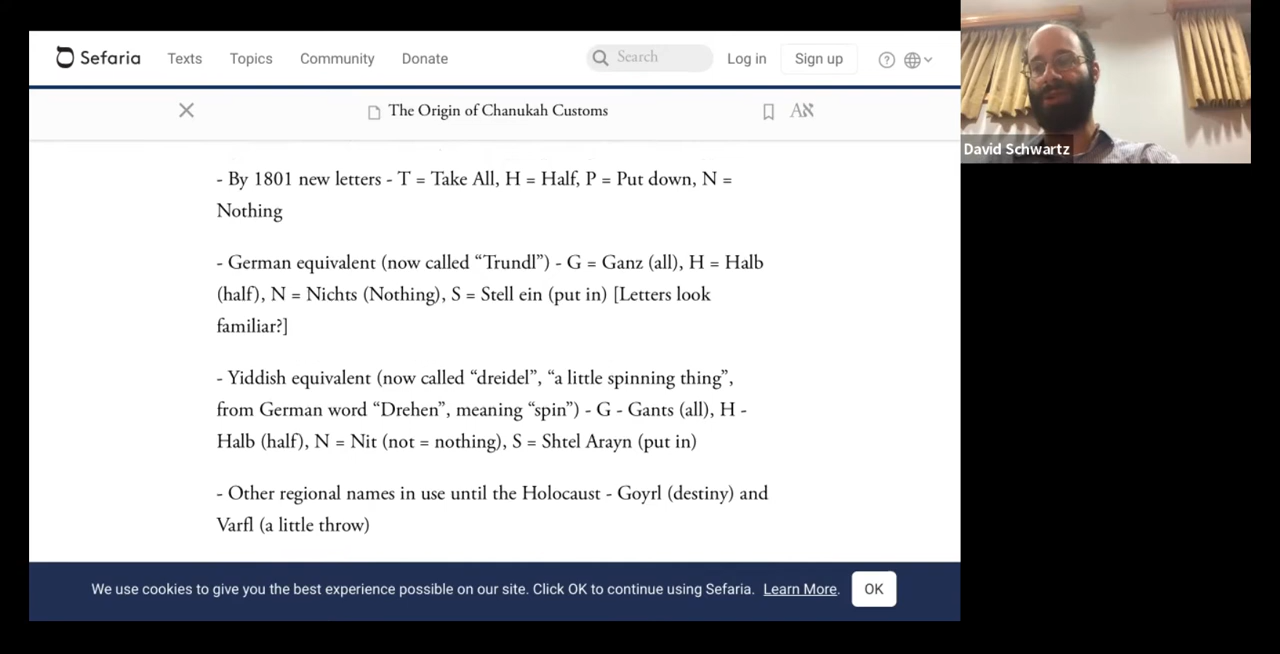 Sefaria Texts Topics Community Donate Search Log in Sign up
The Origin of Chanukah Customs Aא
David Schwartz
- By 1801 new letters - T = Take All, H = Half, P = Put down, N =
Nothing
- German equivalent (now called “Trundl”) - G = Ganz (all), H = Halb
(half), N = Nichts (Nothing), S = Stell ein (put in) [Letters look
familiar?]
- Yiddish equivalent (now called “dreidel”, “a little spinning thing”,
from German word “Drehen”, meaning “spin”) - G - Gants (all), H -
Halb (half), N = Nit (not = nothing), S = Shtel Arayn (put in)
- Other regional names in use until the Holocaust - Goyrl (destiny) and
Varfl (a little throw)
We use cookies to give you the best experience possible on our site. Click OK to continue using Sefaria. Learn More. OK